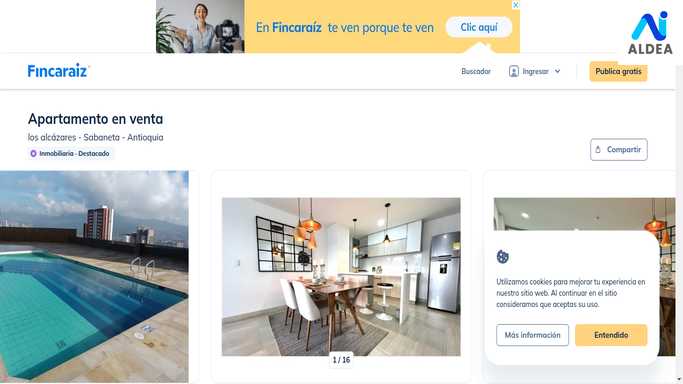 En Fincaraíz te ven porque te ven
Clic aquí
ALDEA
Fincaraiz
Buscador
Ingresar
Publica gratis
Apartamento en venta
los alcázares - Sabaneta - Antioquia
Inmobiliaria - Destacado
Compartir
1 / 16
Utilizamos cookies para mejorar tu experiencia en
nuestro sitio web. Al continuar en el sitio
consideramos que aceptas su uso.
Más información
Entendido